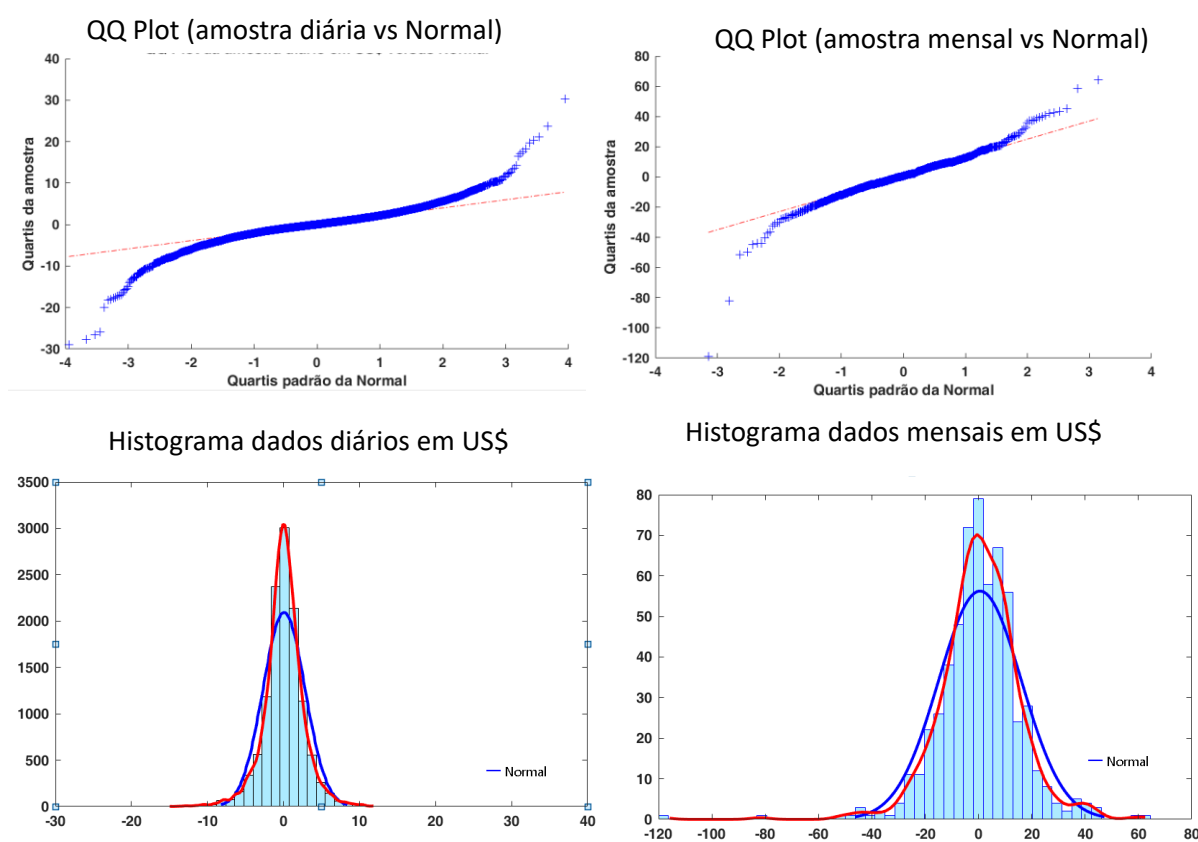 QQ Plot (amostra diária vs Normal)
40
30
20
10
0
-10
-20
-30
Quartis da amostra
-4 -3 -2 -1 0 1 2 3 4
Quartis padrão da Normal
QQ Plot (amostra mensal vs Normal)
80
60
40
20
0
-20
-40
-60
-80
-100
-120
Quartis da amostra
-4 -3 -2 -1 0 1 2 3 4
Quartis padrão da Normal
Histograma dados diários em US$
3500
3000
2500
2000
1500
1000
500
0
Normal
-30 -20 -10 0 10 20 30 40
Histograma dados mensais em US$
80
70
60
50
40
30
20
10
0
Normal
-120 -100 -80 -60 -40 -20 0 20 40 60 80